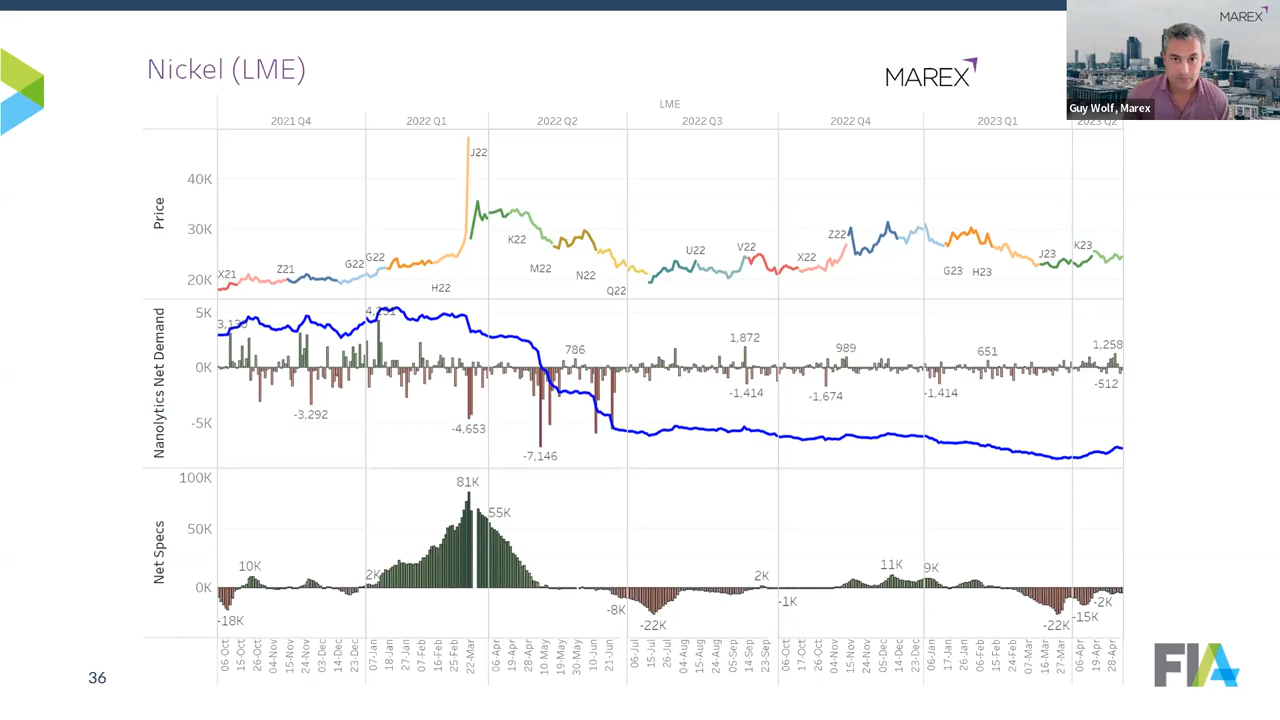 MAREX
Guy Wolf, Marex
Nickel (LME)
MAREX
LME
2021 Q4
2022 Q1
2022 Q2
2022 Q3
2022 Q4
2023 Q1
2023 Q2
Price
40K
30K
20K
X21
Z21
G22
G22
H22
J22
K22
M22
N22
Q22
U22
V22
X22
Z22
G23
H23
J23
K23
Nanolytics Net Demand
5K
0K
-5K
-3,292
-4,653
-7,146
786
1,872
-1,414
989
-1,674
-1,414
651
1,258
-512
Net Specs
100K
50K
0K
-18K
10K
2K
81K
55K
-8K
-22K
2K
-1K
11K
9K
-22K
-15K
-2K
06-Oct
15-Oct
26-Oct
04-Nov
15-Nov
24-Nov
03-Dec
14-Dec
23-Dec
07-Jan
18-Jan
27-Jan
07-Feb
16-Feb
25-Feb
22-Mar
06-Apr
19-Apr
28-Apr
10-May
19-May
30-May
10-Jun
21-Jun
06-Jul
15-Jul
26-Jul
04-Aug
15-Aug
24-Aug
05-Sep
14-Sep
23-Sep
06-Oct
17-Oct
26-Oct
04-Nov
15-Nov
24-Nov
05-Dec
14-Dec
23-Dec
06-Jan
17-Jan
26-Jan
06-Feb
15-Feb
24-Feb
07-Mar
16-Mar
27-Mar
06-Apr
19-Apr
28-Apr
36
FIA